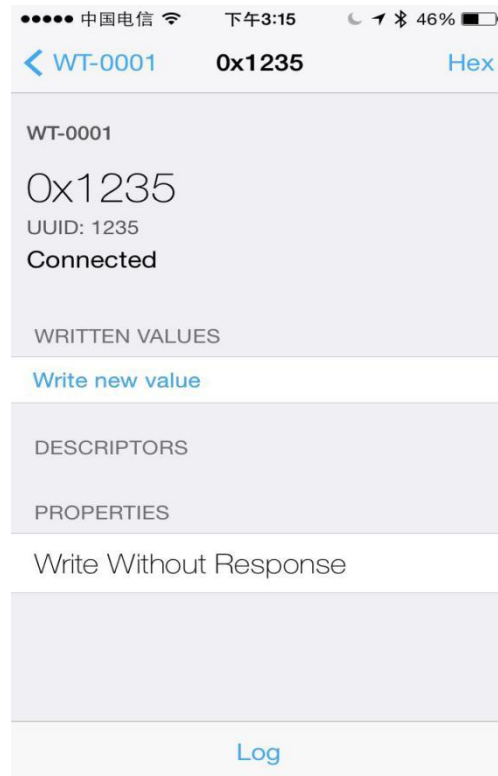 中国电信 下午3:15 46%
WT-0001 0x1235 Hex
WT-0001
0x1235
UUID: 1235
Connected
WRITTEN VALUES
Write new value
DESCRIPTORS
PROPERTIES
Write Without Response
Log